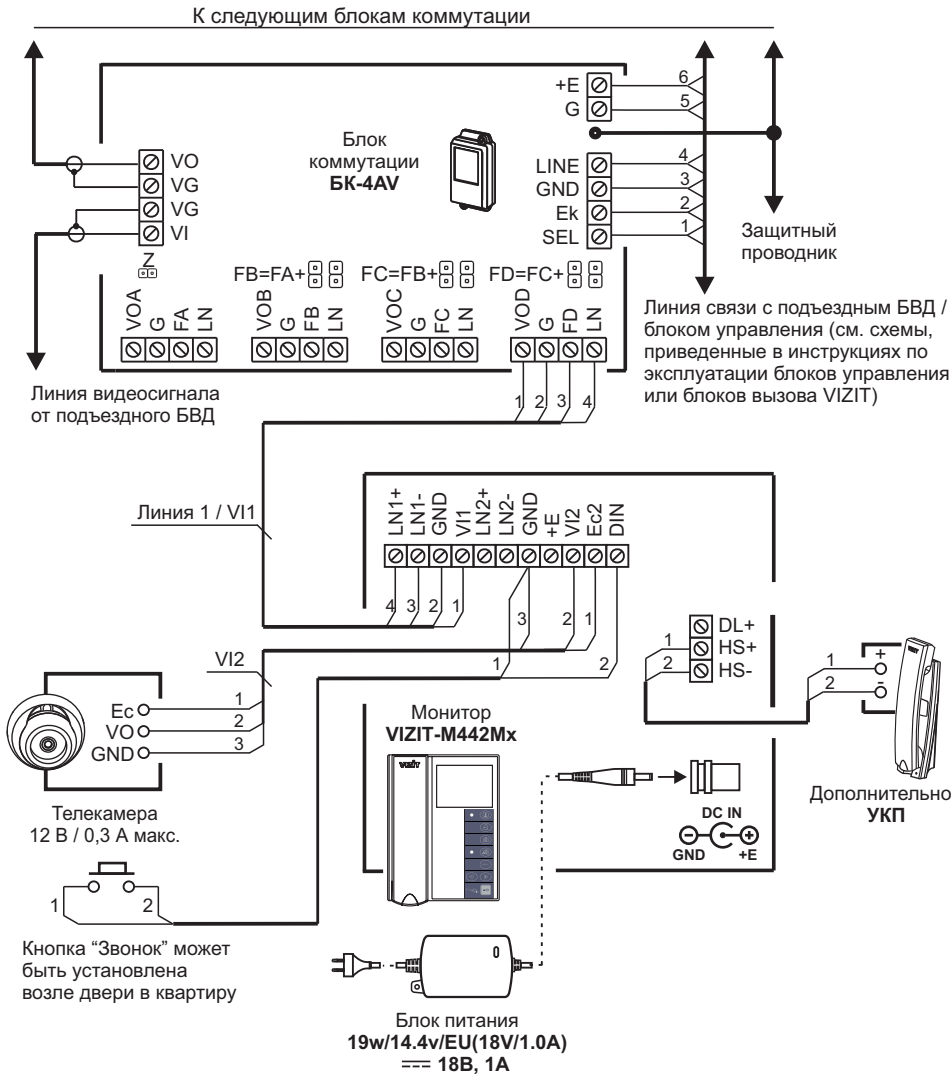 К следующим блокам коммутации
+E
G
6
5
Блок
коммутации
БК-4AV
VO
VG
VG
VI
LINE
GND
Ek
SEL
4
3
2
1
Защитный
проводник
Z
FB=FA+
FC=FB+
FD=FC+
VOA
G
FA
LN
VOB
G
FB
LN
VOC
G
FC
LN
VOD
G
FD
LN
Линия связи с подъездным БВД /
блоком управления (см. схемы,
приведенные в инструкциях по
эксплуатации блоков управления
или блоков вызова VIZIT)
Линия видеосигнала
от подъездного БВД
1
2
3
4
Линия 1 / VI1
LN1+
LN1-
GND
VI1
LN2+
LN2-
GND
+E
VI2
Ec2
DIN
4
3
2
1
3
2
1
1
2
DL+
HS+
HS-
1
2
1
2
+
-
VI2
Ec
VO
GND
1
2
3
Монитор
VIZIT-M442Mx
VIZIT
Дополнительно
УКП
DC IN
GND
+E
Телекамера
12 В / 0,3 А макс.
1
2
Кнопка “Звонок” может
быть установлена
возле двери в квартиру
Блок питания
19w/14.4v/EU(18V/1.0A)
18В, 1А